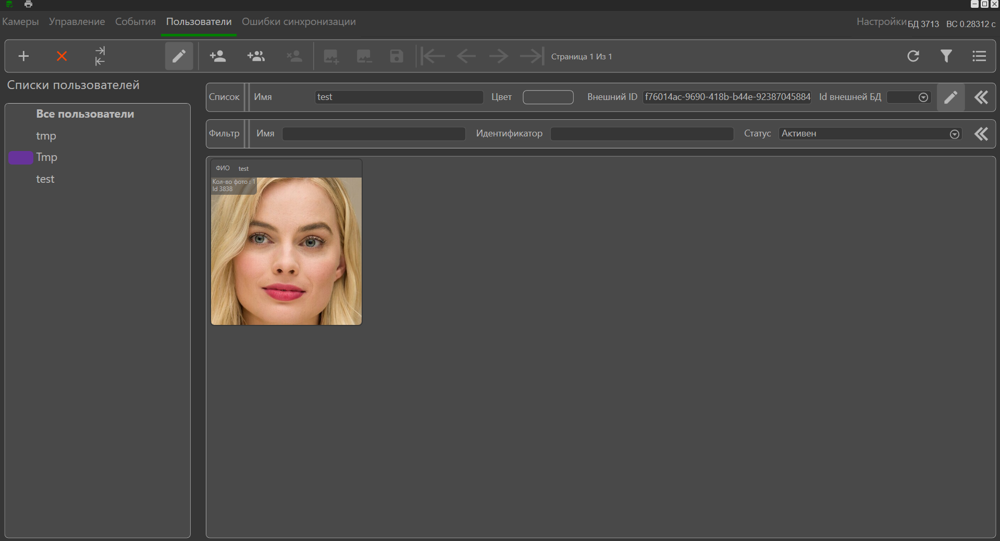 Камеры Управление События Пользователи Ошибки синхронизации Настройки БД 3713 ВС 0.28312 с
Страница 1 Из 1
Списки пользователей
Все пользователи
tmp
Tmp
test
Список Имя test Цвет Внешний ID f76014ac-9690-418b-b44e-92387045884 Id внешней БД
Фильтр Имя Идентификатор Статус Активен
ФИО test
Кол-во фото : 1
Id 3838